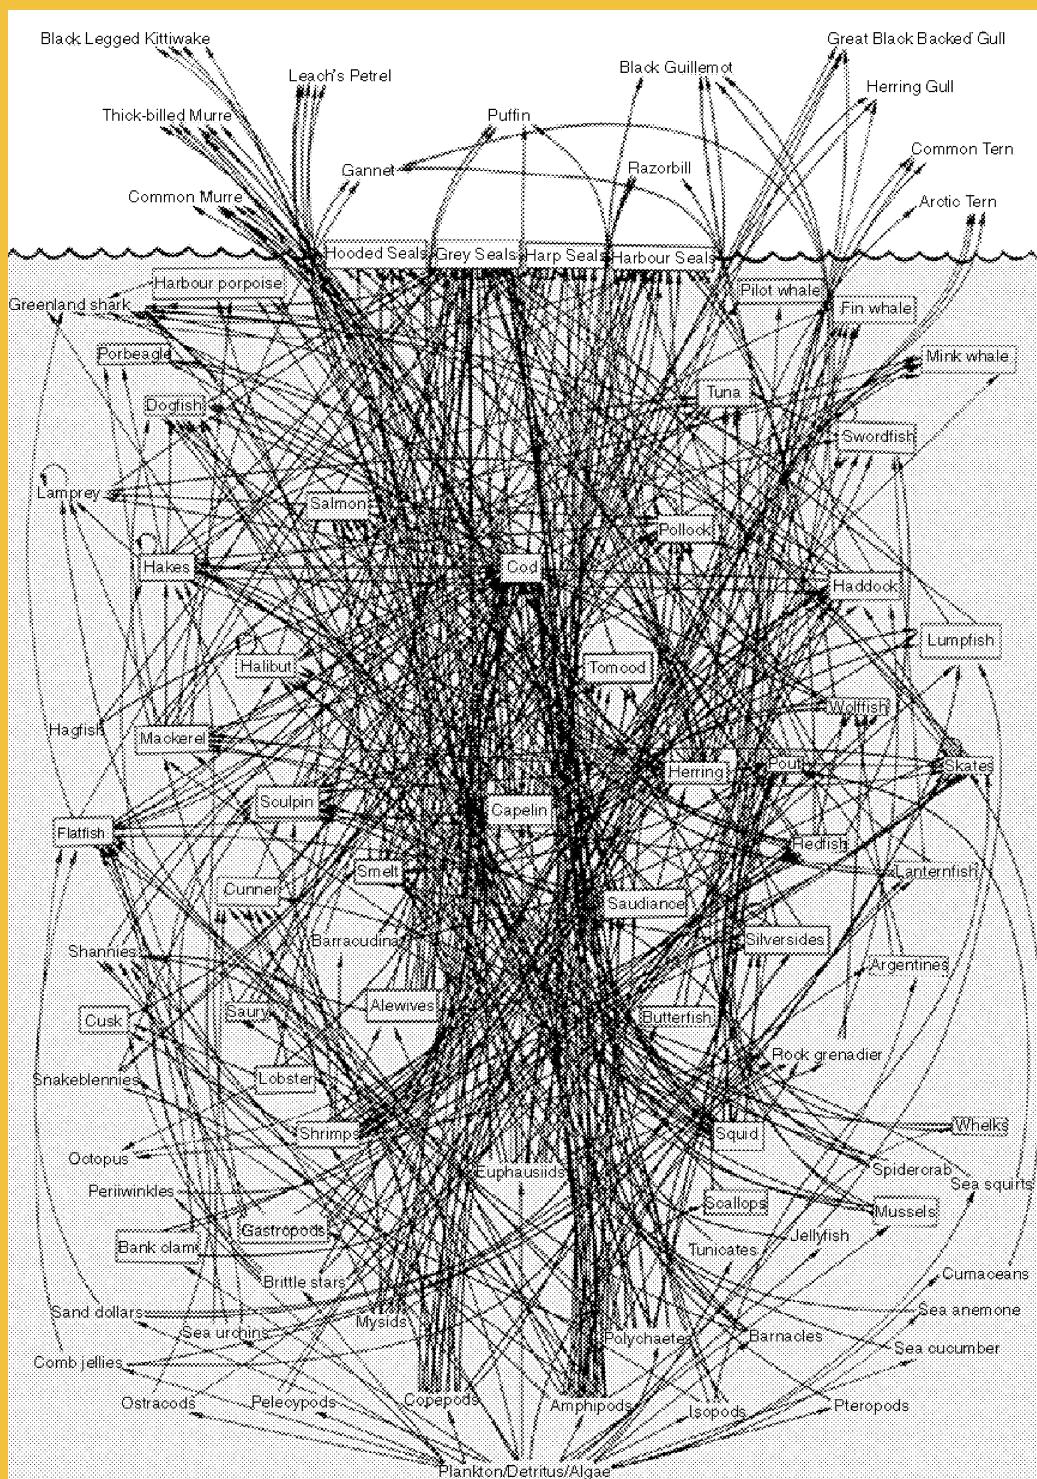 Black Legged Kittiwake
Great Black Backed Gull
Leach's Petrel
Black Guillemot
Herring Gull
Thick-billed Murre
Puffin
Common Tern
Gannet
Razorbill
Common Murre
Arctic Tern
Hooded Seals
Grey Seals
Harp Seals
Harbour Seals
Harbour porpoise
Pilot whale
Greenland shark
Fin whale
Porbeagle
Mink whale
Tuna
Dogfish
Swordfish
Lamprey
Salmon
Pollock
Hakes
Cod
Haddock
Lumpfish
Halibut
Tomcod
Wolffish
Hagfish
Mackerel
Herring
Pout
Skates
Sculpin
Capelin
Flatfish
Redfish
Smelt
Lanternfish
Cunner
Saudiance
Barracudina
Silversides
Shannies
Argentines
Alewives
Saury
Cusk
Butterfish
Rock grenadier
Snakeblennies
Lobster
Whelks
Shrimps
Squid
Octopus
Euphausiids
Spidercrab
Sea squirts
Periiwinkles
Scallops
Mussels
Gastropods
Jellyfish
Bank clam
Tunicates
Brittle stars
Cumaceans
Sand dollars
Mysids
Sea anemone
Sea urchins
Polychaetes
Barnacles
Sea cucumber
Comb jellies
Ostracods
Pelecypods
Copepods
Amphipods
Isopods
Pteropods
Plankton/Detritus/Algae